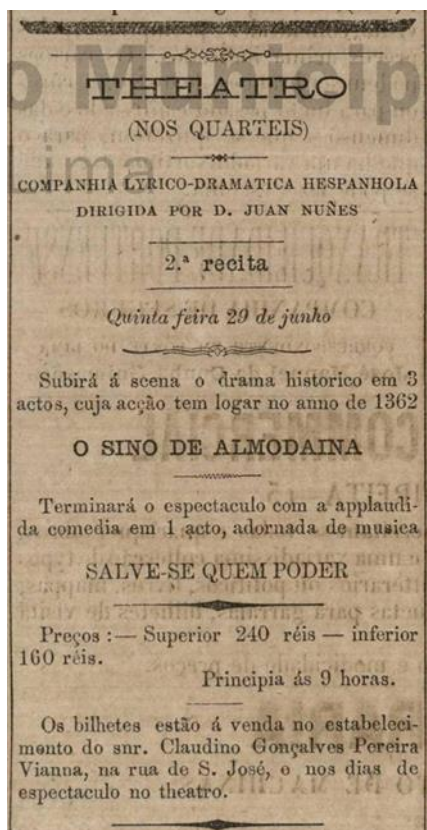 THEATRO
(NOS QUARTEIS)
COMPANHIA LYRICO-DRAMATICA HESPANHOLA
DIRIGIDA POR D. JUAN NUÑES
2.ª recita
Quinta feira 29 de junho
Subirá á scena o drama historico em 3
actos, cuja acção tem logar no anno de 1362
O SINO DE ALMODAINA
Terminará o espectaculo com a applaudi-
da comedia em 1 acto, adornada de musica
SALVE-SE QUEM PODER
Preços :— Superior 240 réis — inferior
160 réis.
Principia ás 9 horas.
Os bilhetes estão á venda no estabeleci-
mento do snr. Claudino Gonçalves Pereira
Vianna, na rua de S. José, e nos dias de
espectaculo no theatro.